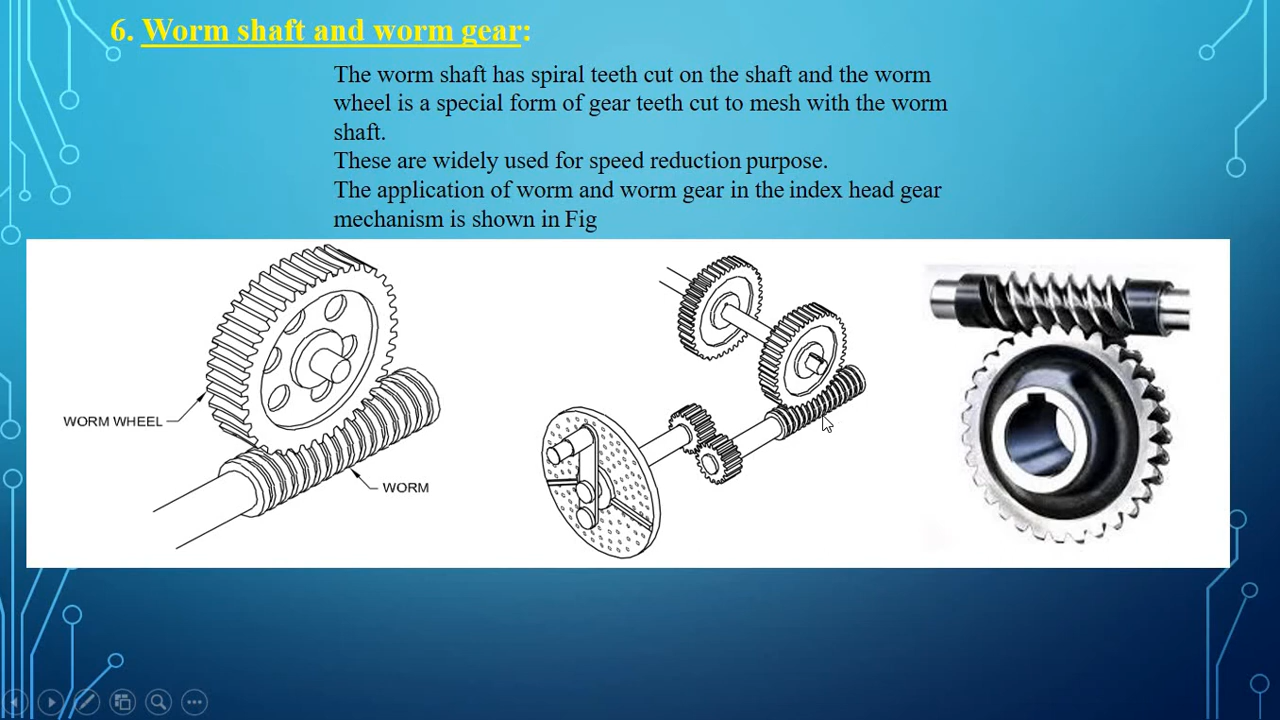 6. Worm shaft and worm gear:
The worm shaft has spiral teeth cut on the shaft and the worm
wheel is a special form of gear teeth cut to mesh with the worm
shaft.
These are widely used for speed reduction purpose.
The application of worm and worm gear in the index head gear
mechanism is shown in Fig
WORM WHEEL
WORM